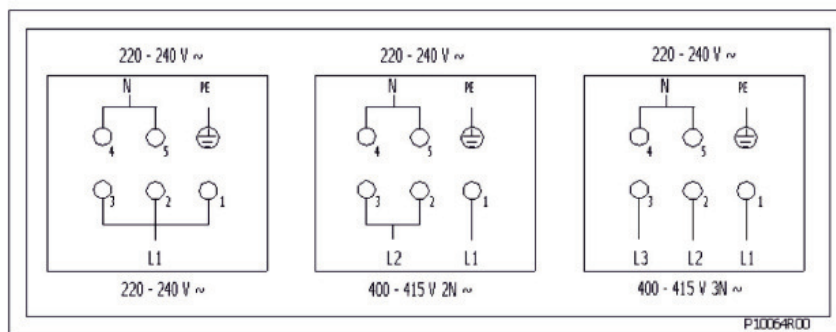 220 - 240 V ~ 220 - 240 V ~ 220 - 240 V ~
N PE N PE N PE
4 5 4 5 4 5
3 2 1 3 2 1 3 2 1
L1 L2 L1 L3 L2 L1
220 - 240 V ~ 400 - 415 V 2N ~ 400 - 415 V 3N ~
P10064R00